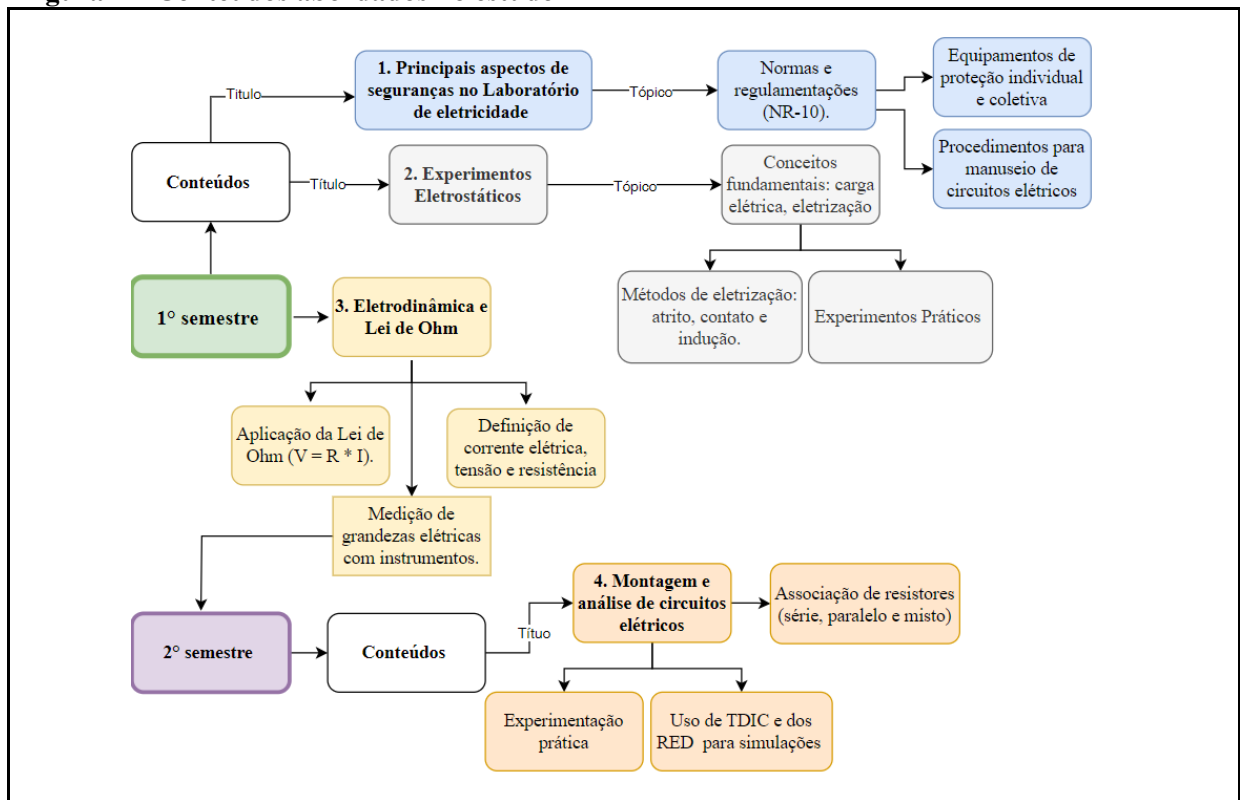 1. Principais aspectos de
seguranças no Laboratório
de eletricidade
Normas e
regulamentações
(NR-10).
Equipamentos de
proteção individual
e coletiva
Titulo
Tópico
Procedimentos para
manuseio de
circuitos elétricos
Conteúdos
Título
2. Experimentos
Eletrostáticos
Tópico
Conceitos
fundamentais: carga
elétrica, eletrização
1° semestre
3. Eletrodinâmica e
Lei de Ohm
Métodos de eletrização:
atrito, contato e
indução.
Experimentos Práticos
Aplicação da Lei de
Ohm (V = R * I).
Definição de
corrente elétrica,
tensão e resistência
Medição de
grandezas elétricas
com instrumentos.
2° semestre
Conteúdos
Títuo
4. Montagem e
análise de circuitos
elétricos
Associação de resistores
(série, paralelo e misto)
Experimentação
prática
Uso de TDIC e dos
RED para simulações